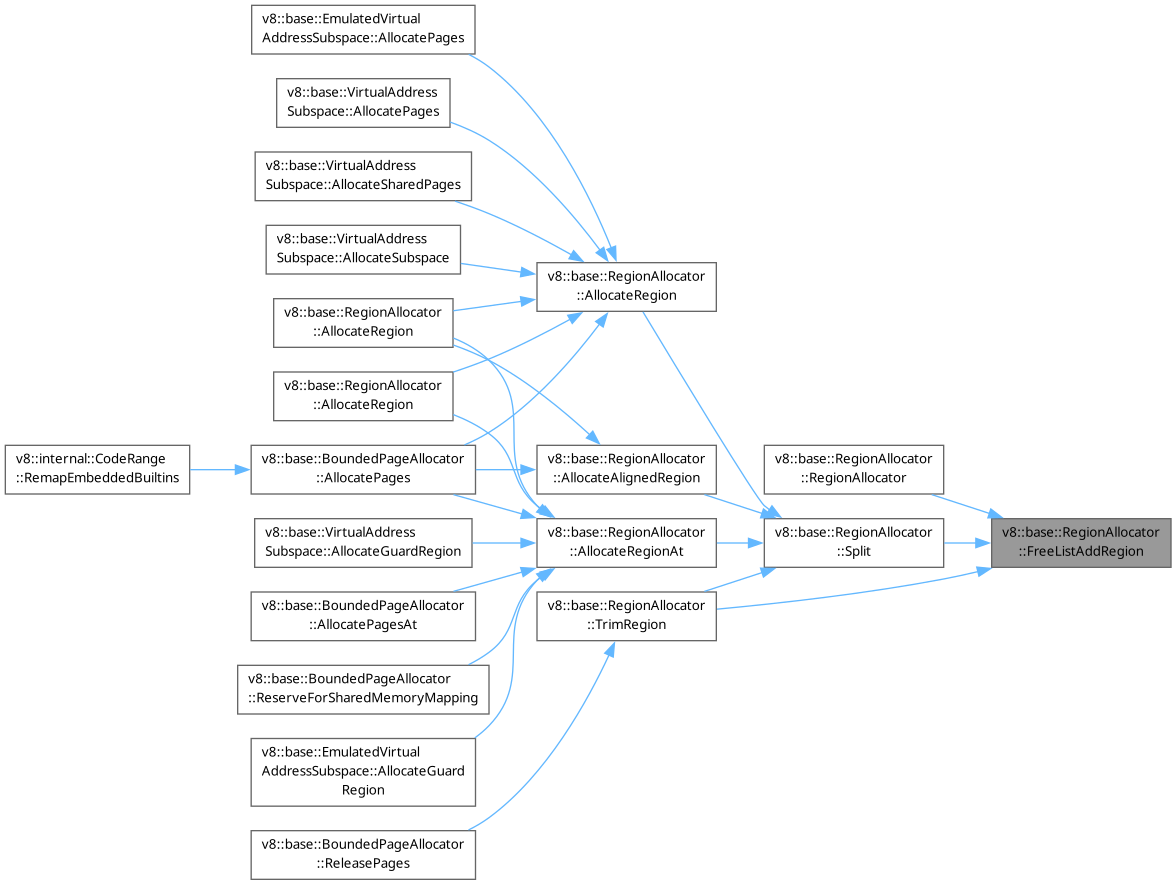 v8::base::EmulatedVirtual
AddressSubspace::AllocatePages
v8::base::VirtualAddress
Subspace::AllocatePages
v8::base::VirtualAddress
Subspace::AllocateSharedPages
v8::base::VirtualAddress
Subspace::AllocateSubspace
v8::base::RegionAllocator
::AllocateRegion
v8::base::RegionAllocator
::AllocateRegion
v8::base::RegionAllocator
::AllocateRegion
v8::internal::CodeRange
::RemapEmbeddedBuiltins
v8::base::BoundedPageAllocator
::AllocatePages
v8::base::RegionAllocator
::AllocateAlignedRegion
v8::base::RegionAllocator
::RegionAllocator
v8::base::VirtualAddress
Subspace::AllocateGuardRegion
v8::base::RegionAllocator
::AllocateRegionAt
v8::base::RegionAllocator
::Split
v8::base::RegionAllocator
::FreeListAddRegion
v8::base::BoundedPageAllocator
::AllocatePagesAt
v8::base::RegionAllocator
::TrimRegion
v8::base::BoundedPageAllocator
::ReserveForSharedMemoryMapping
v8::base::EmulatedVirtual
AddressSubspace::AllocateGuard
Region
v8::base::BoundedPageAllocator
::ReleasePages